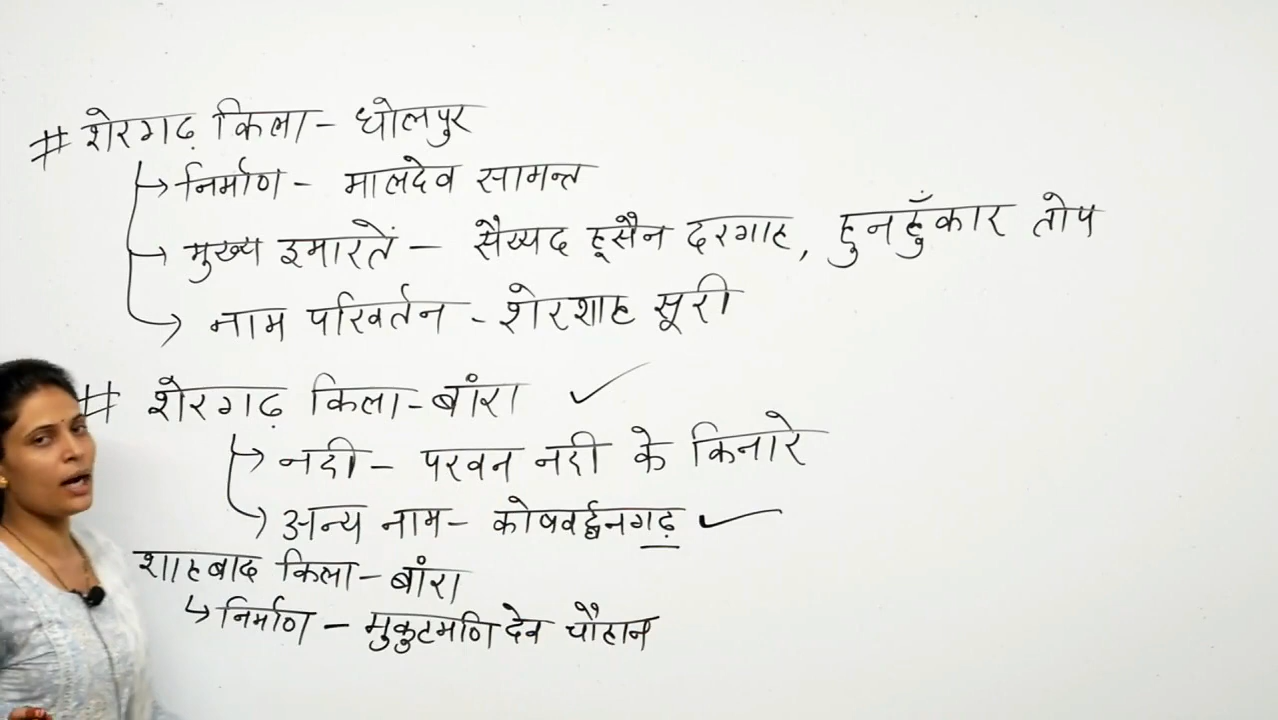 # शेरगढ़ किला - धोलपुर
↳ निर्माण - मालदेव सामन्त
→ मुख्य इमारतें - सैय्यद हूसैन दरगाह, हुनहुँकार तोप
→ नाम परिवर्तन - शेरशाह सूरी
# शेरगढ़ किला - बांरा ✓
↳ नदी - परवन नदी के किनारे
→ अन्य नाम - कोषवर्द्धनगढ़ ✓
शाहबाद किला - बांरा
↳ निर्माण - मुकुटमणि देव चौहान